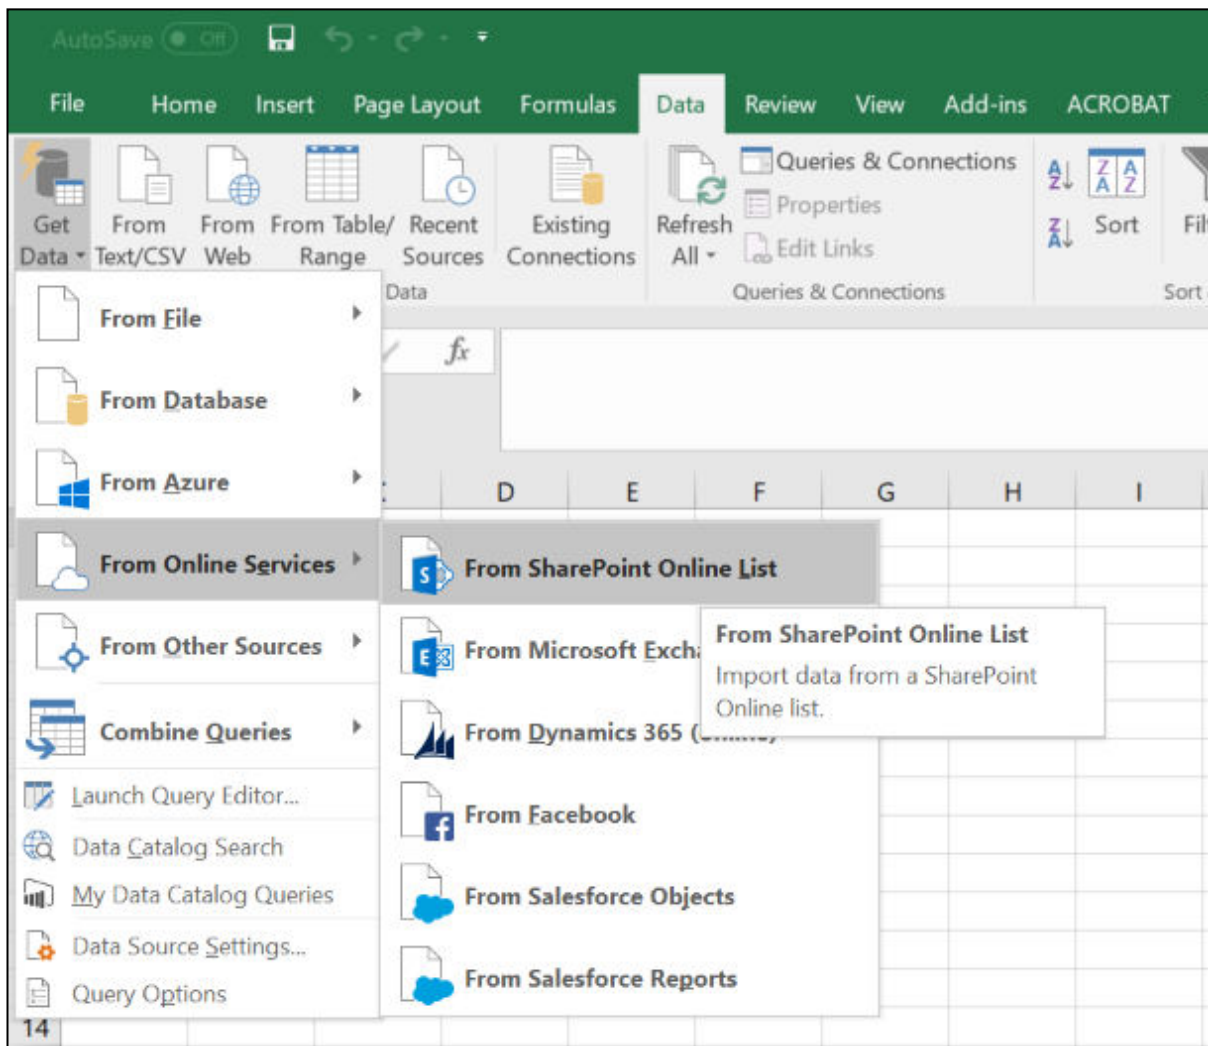 AutoSave Off
File Home Insert Page Layout Formulas Data Review View Add-ins ACROBAT
Get Data
From Text/CSV
From Web
From Table/ Range
Recent Sources
Existing Connections
Refresh All
Queries & Connections
Properties
Edit Links
Sort
Data
Queries & Connections
Sort
fx
D E F G H I
From File
From Database
From Azure
From Online Services
From Other Sources
Combine Queries
Launch Query Editor...
Data Catalog Search
My Data Catalog Queries
Data Source Settings...
Query Options
14
From SharePoint Online List
From Microsoft
From Dynamics 365
From Facebook
From Salesforce Objects
From Salesforce Reports
From SharePoint Online List
Import data from a SharePoint
Online list.